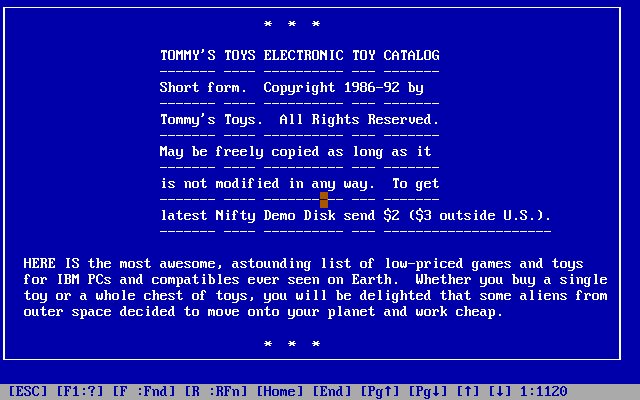 * * *
TOMMY'S TOYS ELECTRONIC TOY CATALOG
------- ---- ---------- --- -------
Short form.  Copyright 1986-92 by
------- ---- ---------- --- -------
Tommy's Toys.  All Rights Reserved.
------- ---- ---------- --- -------
May be freely copied as long as it
------- ---- ---------- --- -------
is not modified in any way.  To get
------- ---- ---------- --- -------
latest Nifty Demo Disk send $2 ($3 outside U.S.).
------- ---- ---------- --- ---------------------
HERE IS the most awesome, astounding list of low-priced games and toys
for IBM PCs and compatibles ever seen on Earth.  Whether you buy a single
toy or a whole chest of toys, you will be delighted that some aliens from
outer space decided to move onto your planet and work cheap.
* * *
[ESC] [F1:?] [F :Fnd] [R :RFn] [Home] [End] [Pg↑] [Pg↓] [↑] [↓] 1:1120